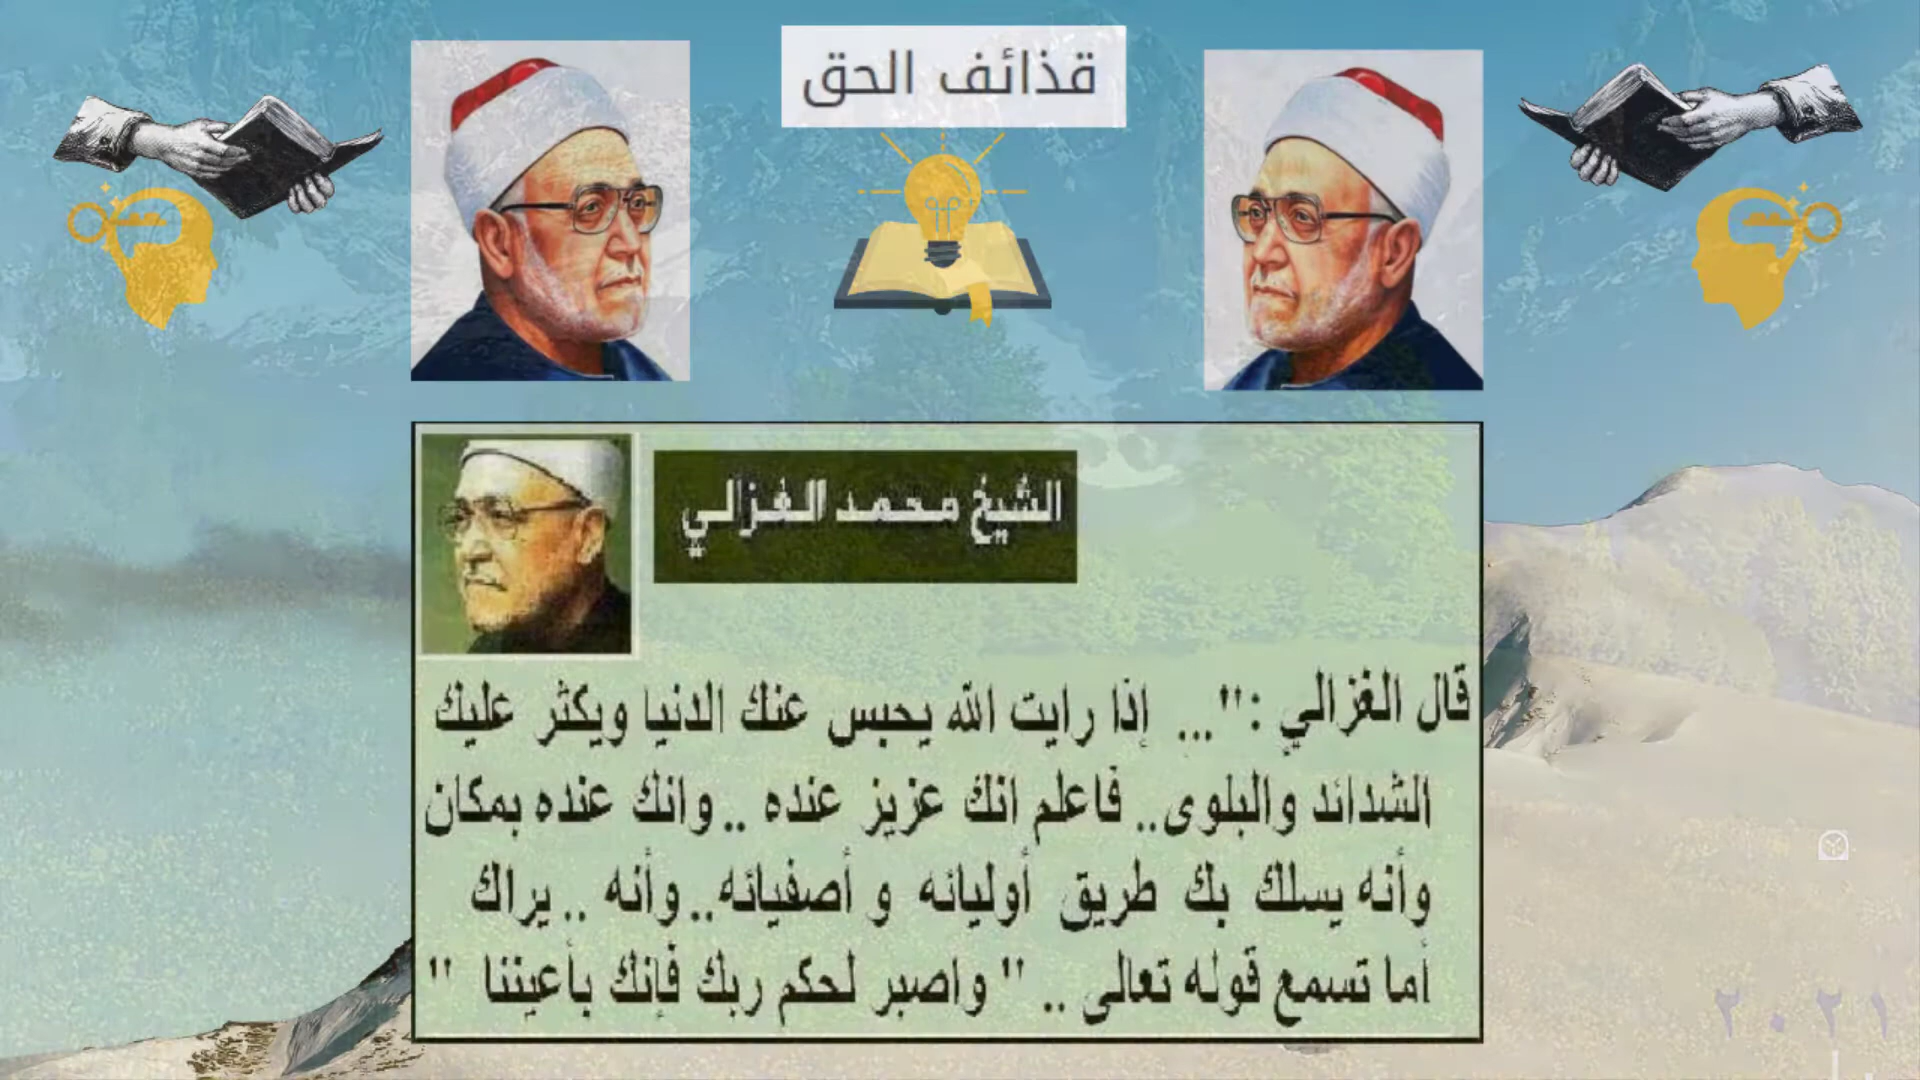 قذائف الحق
الشيخ محمد الغزالي
قال الغزالي :"... إذا رايت الله يحبس عنك الدنيا ويكثر عليك
الشدائد والبلوى.. فاعلم انك عزيز عنده .. وانك عنده بمكان
وأنه يسلك بك طريق أوليائه و أصفيائه.. وأنه .. يراك
أما تسمع قوله تعالى .. " واصبر لحكم ربك فإنك بأعيننا "
٢٠٢١